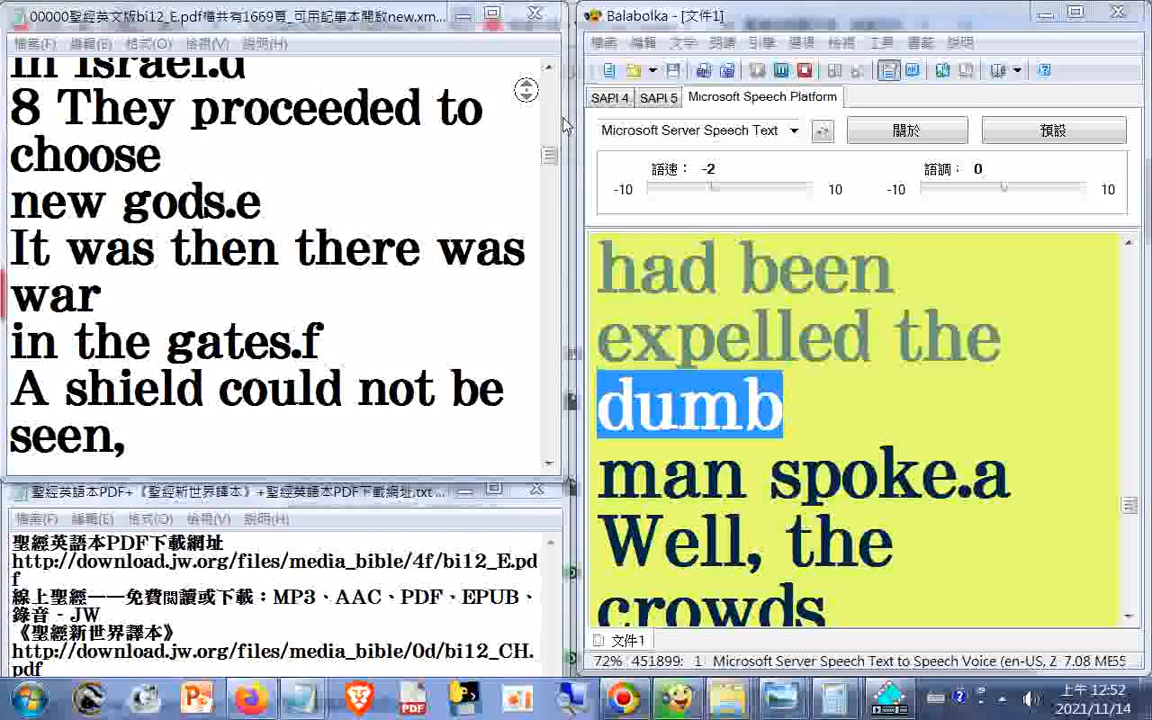 00000聖經英文版bi12_E.pdf檔共有1669頁_可用記事本開啟new.xm...
檔案(F) 編輯(E) 格式(O) 檢視(V) 說明(H)
in Israel.d
8 They proceeded to
choose
new gods.e
It was then there was
war
in the gates.f
A shield could not be
seen,
聖經英語本PDF+《聖經新世界譯本》+聖經英語本PDF下載網址.txt ...
檔案(F) 編輯(E) 格式(O) 檢視(V) 說明(H)
聖經英語本PDF下載網址
http://download.jw.org/files/media_bible/4f/bi12_E.pd
f
線上聖經——免費閱讀或下載：MP3、AAC、PDF、EPUB、
錄音 - JW
《聖經新世界譯本》
http://download.jw.org/files/media_bible/0d/bi12_CH.
pdf
Balabolka - [文件1]
檔案 編輯 文字 朗讀 引擎 選項 檢視 工具 書籤 說明
SAPI 4 SAPI 5 Microsoft Speech Platform
Microsoft Server Speech Text 關於 預設
語速： -2 語調： 0
-10 10 -10 10
had been
expelled the
dumb
man spoke.a
Well, the
crowds
文件1
72% 451899: 1 Microsoft Server Speech Text to Speech Voice (en-US, Z 7.08 ME55
上午 12:52
2021/11/14